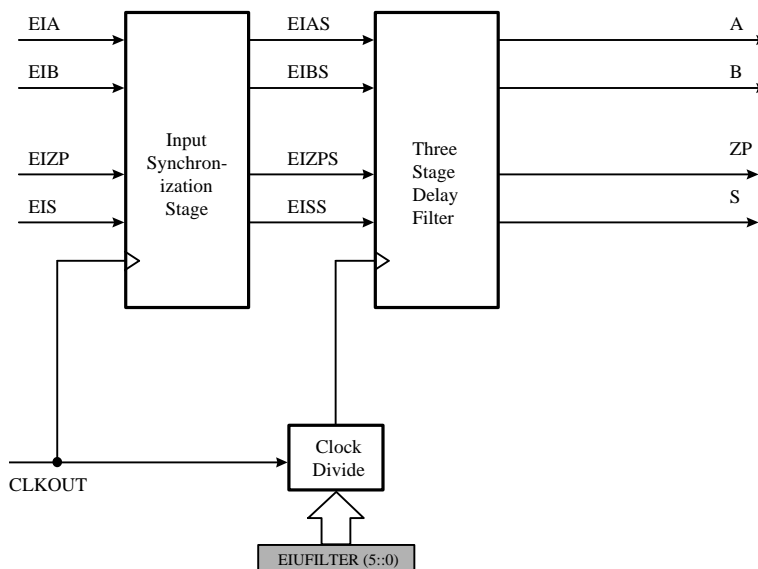 EIA
EIAS
A
EIB
EIBS
B
Input
Synchron-
ization
Stage
Three
Stage
Delay
Filter
EIZP
EIZPS
ZP
EIS
EISS
S
Clock
Divide
CLKOUT
EIUFILTER (5::0)